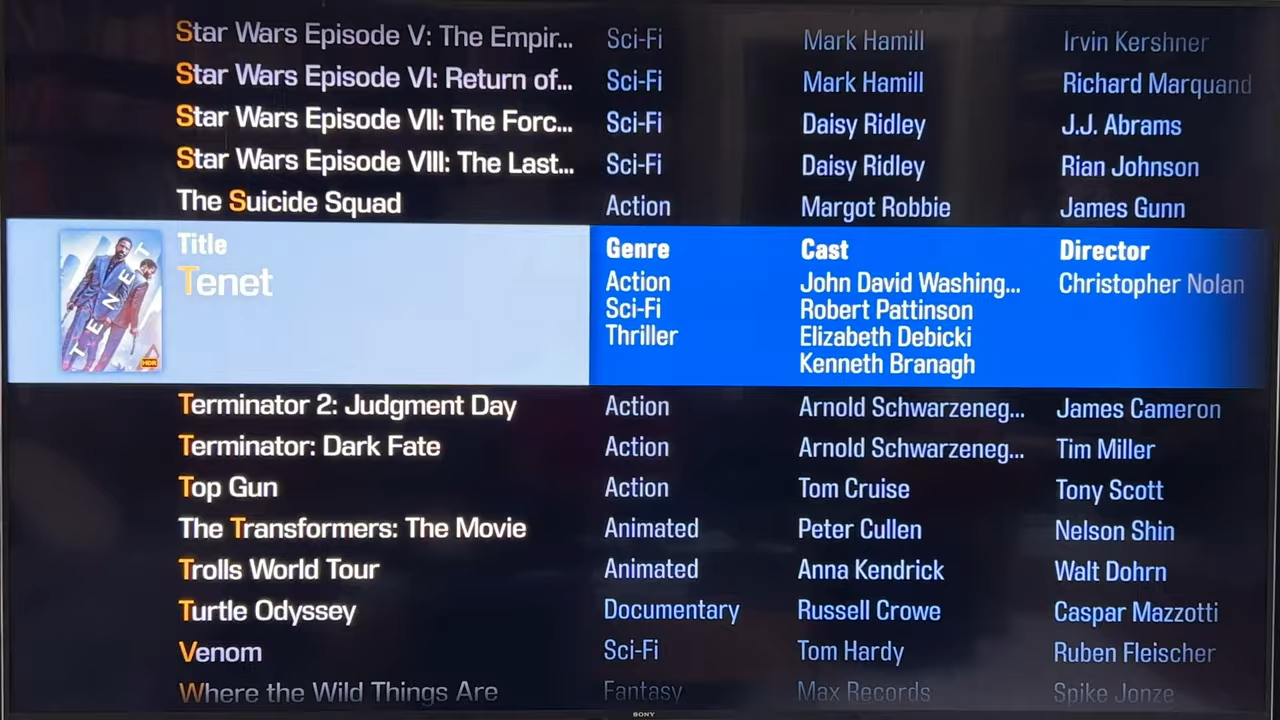 Star Wars Episode V: The Empir... Sci-Fi Mark Hamill Irvin Kershner
Star Wars Episode VI: Return of... Sci-Fi Mark Hamill Richard Marquand
Star Wars Episode VII: The Forc... Sci-Fi Daisy Ridley J.J. Abrams
Star Wars Episode VIII: The Last... Sci-Fi Daisy Ridley Rian Johnson
The Suicide Squad Action Margot Robbie James Gunn
Title Genre Cast Director
Tenet Action John David Washing... Christopher Nolan
Sci-Fi Robert Pattinson
Thriller Elizabeth Debicki
Kenneth Branagh
TENET
HDR
Terminator 2: Judgment Day Action Arnold Schwarzeneg... James Cameron
Terminator: Dark Fate Action Arnold Schwarzeneg... Tim Miller
Top Gun Action Tom Cruise Tony Scott
The Transformers: The Movie Animated Peter Cullen Nelson Shin
Trolls World Tour Animated Anna Kendrick Walt Dohrn
Turtle Odyssey Documentary Russell Crowe Caspar Mazzotti
Venom Sci-Fi Tom Hardy Ruben Fleischer
Where the Wild Things Are Fantasy Max Records Spike Jonze
SONY